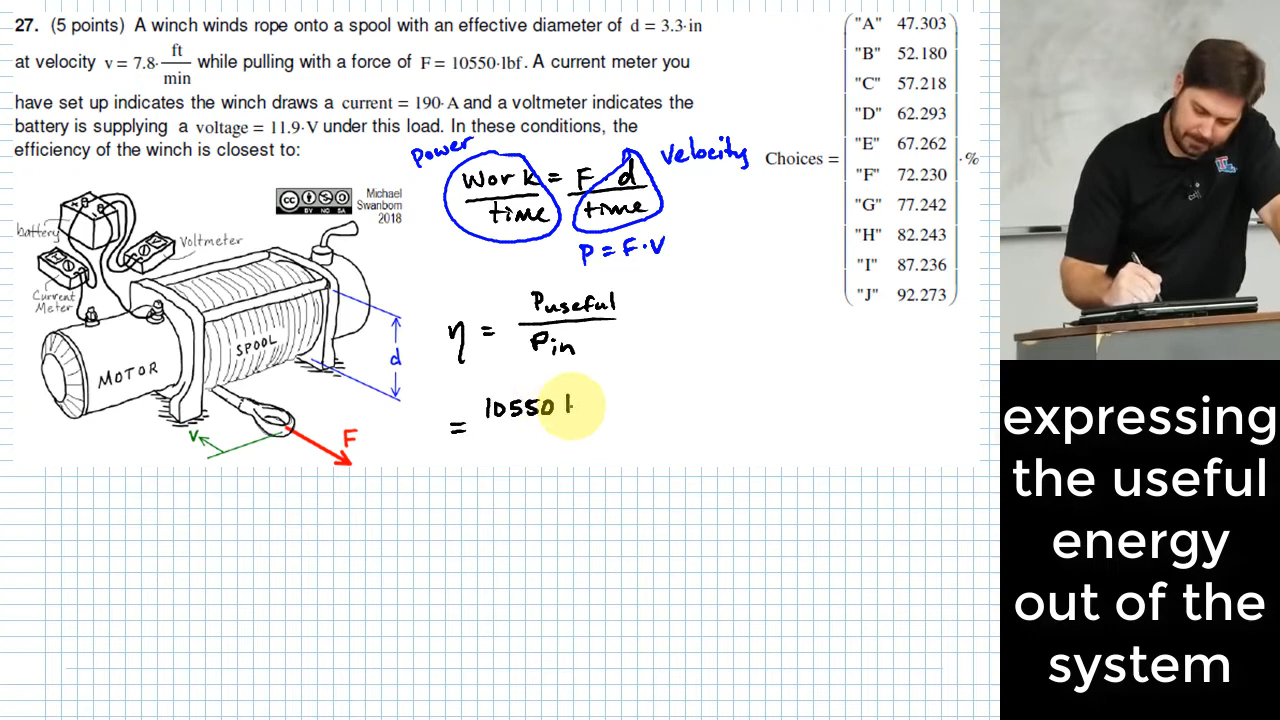 27. (5 points) A winch winds rope onto a spool with an effective diameter of d = 3.3·in
at velocity v = 7.8· ft/min while pulling with a force of F = 10550·lbf. A current meter you
have set up indicates the winch draws a current = 190·A and a voltmeter indicates the
battery is supplying a voltage = 11.9·V under this load. In these conditions, the
efficiency of the winch is closest to:
Choices =
"A" 47.303
"B" 52.180
"C" 57.218
"D" 62.293
"E" 67.262
"F" 72.230
"G" 77.242
"H" 82.243
"I" 87.236
"J" 92.273
·%
power
velocity
Work/time = F·d/time
P = F·V
η = Puseful/Pin
= 10550 l
cc BY NC SA
Michael
Swanbom
2018
battery
Voltmeter
Current
Meter
MOTOR
SPOOL
d
V
F
expressing
the useful
energy
out of the
system